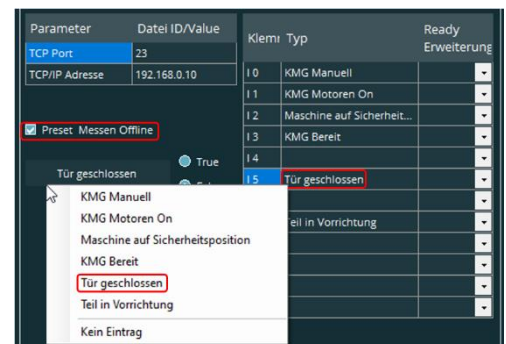 Parameter Datei ID/Value
TCP Port 23
TCP/IP Adresse 192.168.0.10
Preset Messen Offline
Tür geschlossen
True
KMG Manuell
KMG Motoren On
Maschine auf Sicherheitsposition
KMG Bereit
Tür geschlossen
Teil in Vorrichtung
Kein Eintrag
Klemr Typ Ready Erweiterung
I 0 KMG Manuell
I 1 KMG Motoren On
I 2 Maschine auf Sicherheit...
I 3 KMG Bereit
I 4
I 5 Tür geschlossen
Teil in Vorrichtung